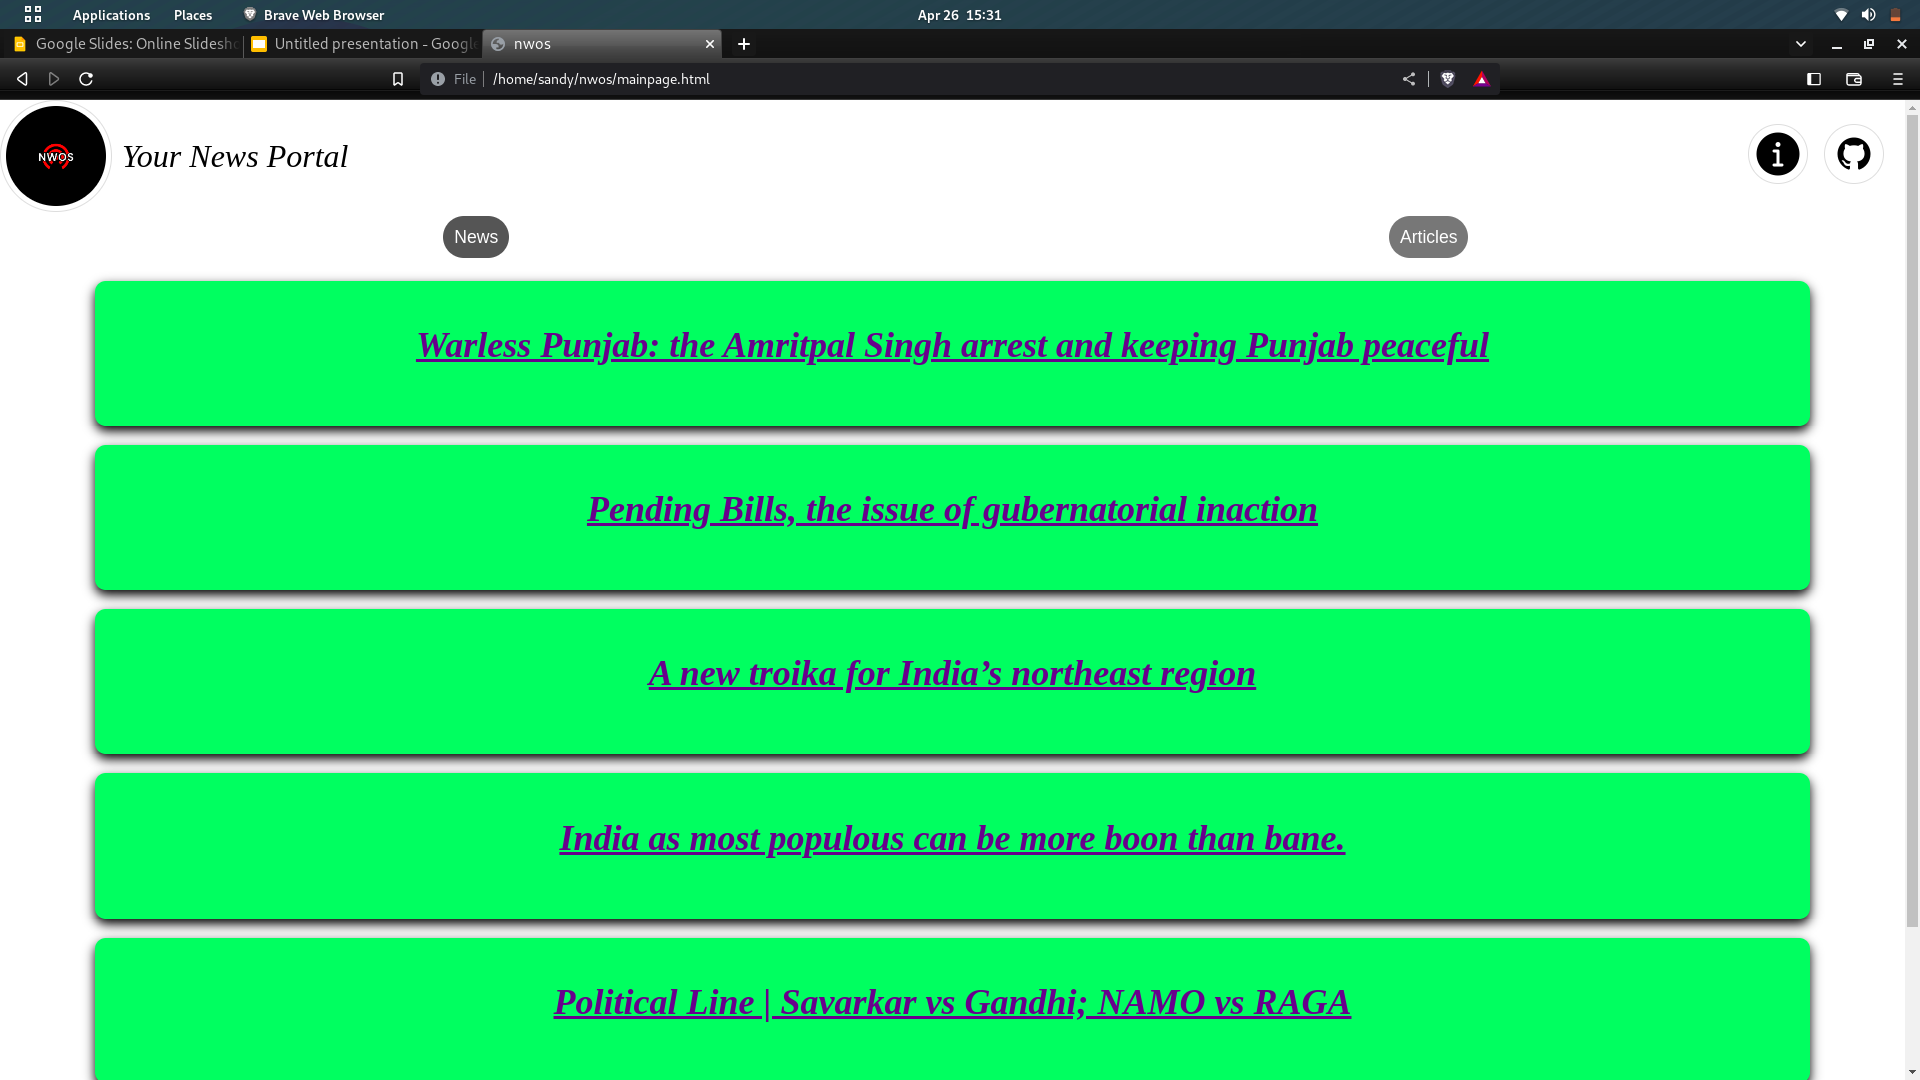 Applications Places Brave Web Browser Apr 26 15:31
Google Slides: Online Slidesho Untitled presentation - Google nwos
File /home/sandy/nwos/mainpage.html
NWOS Your News Portal
News Articles
Warless Punjab: the Amritpal Singh arrest and keeping Punjab peaceful
Pending Bills, the issue of gubernatorial inaction
A new troika for India’s northeast region
India as most populous can be more boon than bane.
Political Line | Savarkar vs Gandhi; NAMO vs RAGA